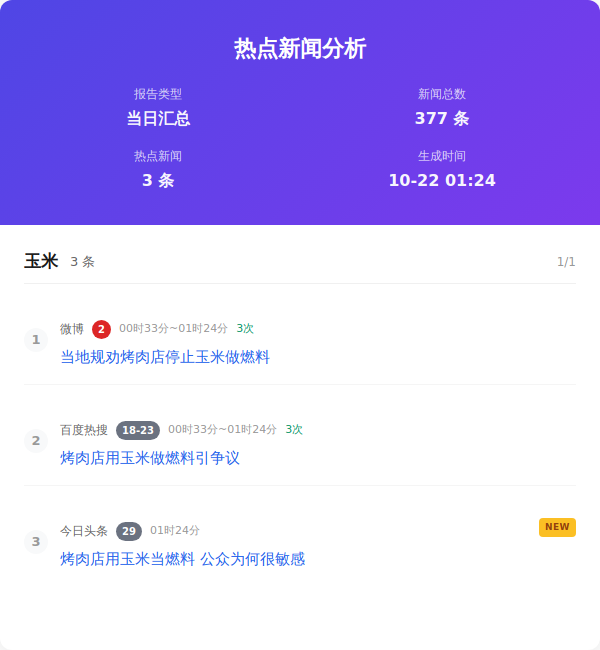 热点新闻分析
报告类型 新闻总数
当日汇总 377 条
热点新闻 生成时间
3 条 10-22 01:24
玉米 3 条 1/1
1
微博 2 00时33分~01时24分 3次
当地规劝烤肉店停止玉米做燃料
2
百度热搜 18-23 00时33分~01时24分 3次
烤肉店用玉米做燃料引争议
3
今日头条 29 01时24分 NEW
烤肉店用玉米当燃料 公众为何很敏感